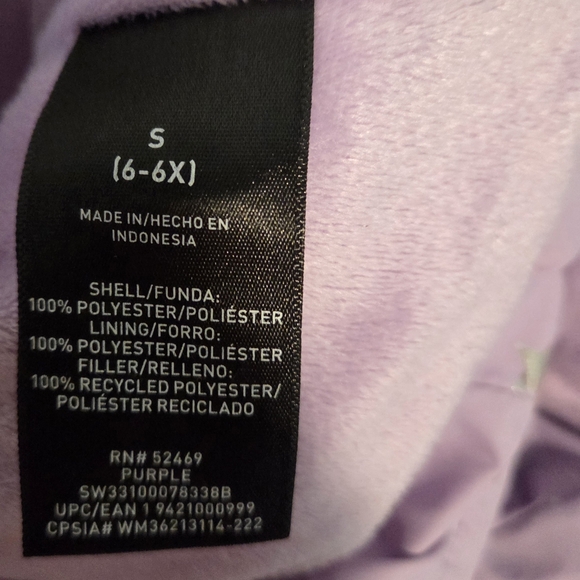 S
(6-6X)
MADE IN/HECHO EN
INDONESIA
SHELL/FUNDA:
100% POLYESTER/POLIÉSTER
LINING/FORRO:
100% POLYESTER/POLIÉSTER
FILLER/RELLENO:
100% RECYCLED POLYESTER/
POLIÉSTER RECICLADO
RN# 52469
PURPLE
SW33100078338B
UPC/EAN 1 9421000999
CPSIA# WM36213114-222